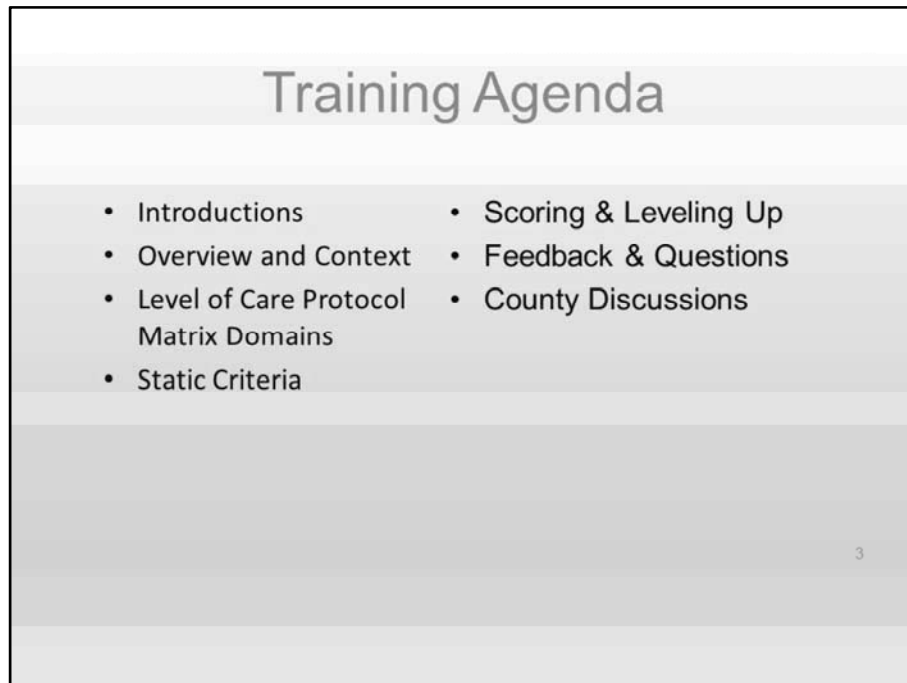 Training Agenda
• Introductions
• Overview and Context
• Level of Care Protocol
Matrix Domains
• Static Criteria
• Scoring & Leveling Up
• Feedback & Questions
• County Discussions
3